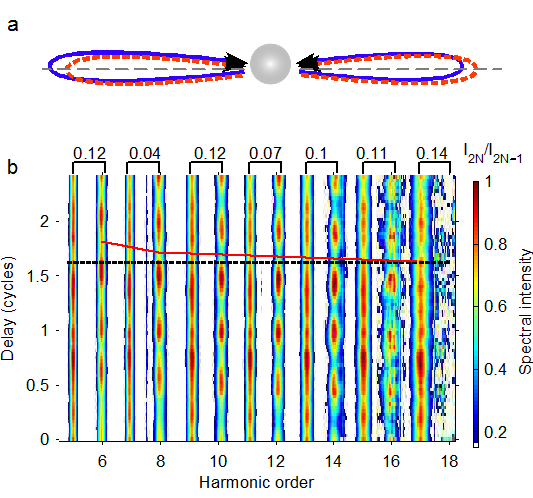 a
b
0.12 0.04 0.12 0.07 0.1 0.11 0.14 I2N/I2N-1
2
1.5
1
0.5
0
Delay (cycles)
6 8 10 12 14 16 18
Harmonic order
1
0.8
0.6
0.4
0.2
Spectral intensity